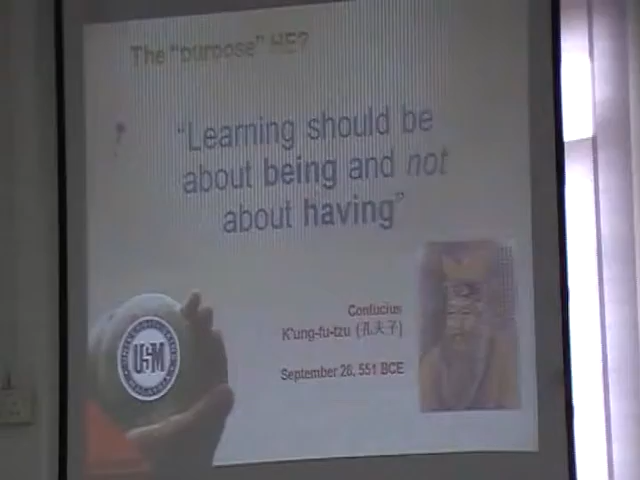 The "purpose" HE?
"Learning should be
about being and not
about having"
Confucius
K'ung-fu-tzu (孔夫子)
September 28, 551 BCE
USM